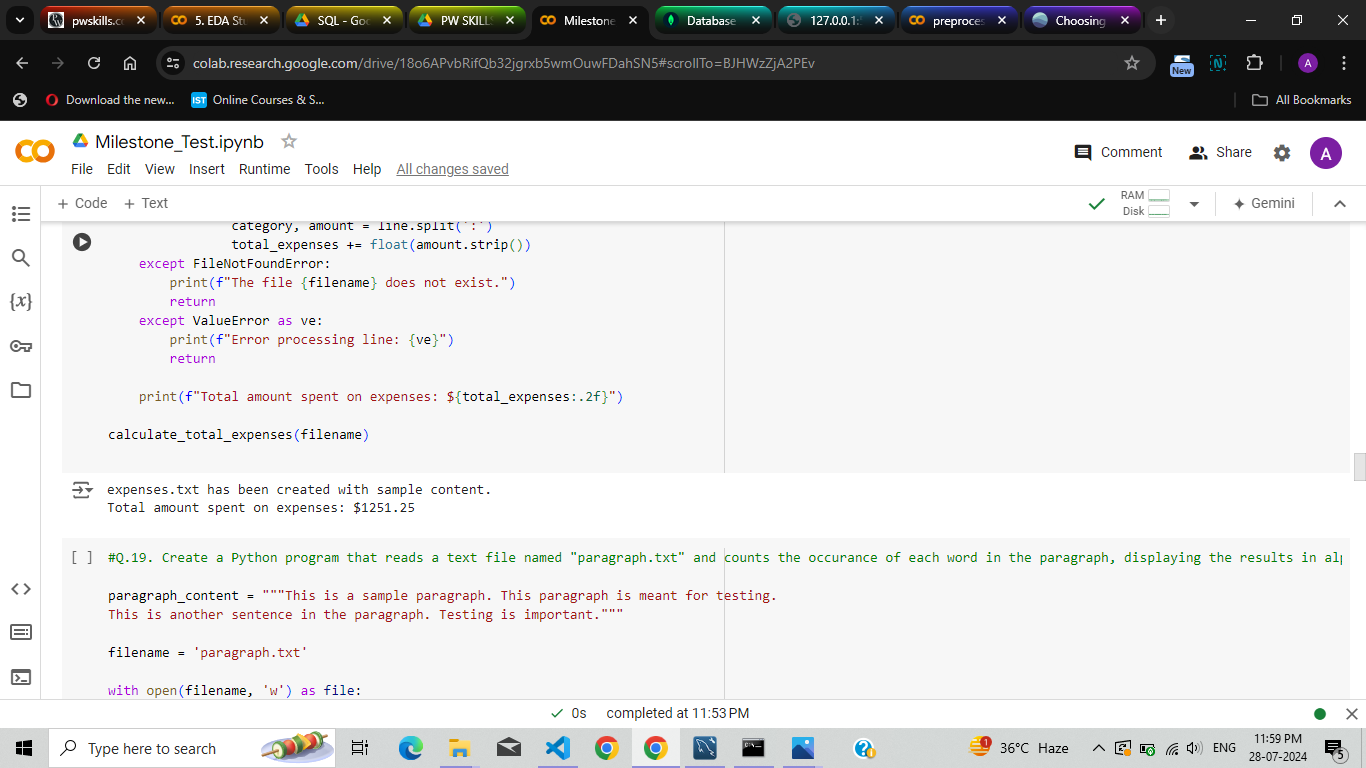 pwskills.c
5. EDA Stu
SQL - Goo
PW SKILL
Milestone
Database
127.0.0.1:
preproces
Choosing
colab.research.google.com/drive/18o6APvbRifQb32jgrxb5wmOuwFDahSN5#scrollTo=BJHWzZjA2PEv
New
N
A
Download the new...
IST Online Courses & S...
All Bookmarks
Milestone_Test.ipynb
File Edit View Insert Runtime Tools Help All changes saved
Comment
Share
A
+ Code + Text
RAM
Disk
Gemini
category, amount = line.split(':')
total_expenses += float(amount.strip())
except FileNotFoundError:
print(f"The file {filename} does not exist.")
return
except ValueError as ve:
print(f"Error processing line: {ve}")
return
print(f"Total amount spent on expenses: ${total_expenses:.2f}")
calculate_total_expenses(filename)
expenses.txt has been created with sample content.
Total amount spent on expenses: $1251.25
[ ] #Q.19. Create a Python program that reads a text file named "paragraph.txt" and counts the occurance of each word in the paragraph, displaying the results in al
paragraph_content = """This is a sample paragraph. This paragraph is meant for testing.
This is another sentence in the paragraph. Testing is important."""
filename = 'paragraph.txt'
with open(filename, 'w') as file:
0s completed at 11:53 PM
Type here to search
1
36°C Haze
ENG
11:59 PM
28-07-2024
5